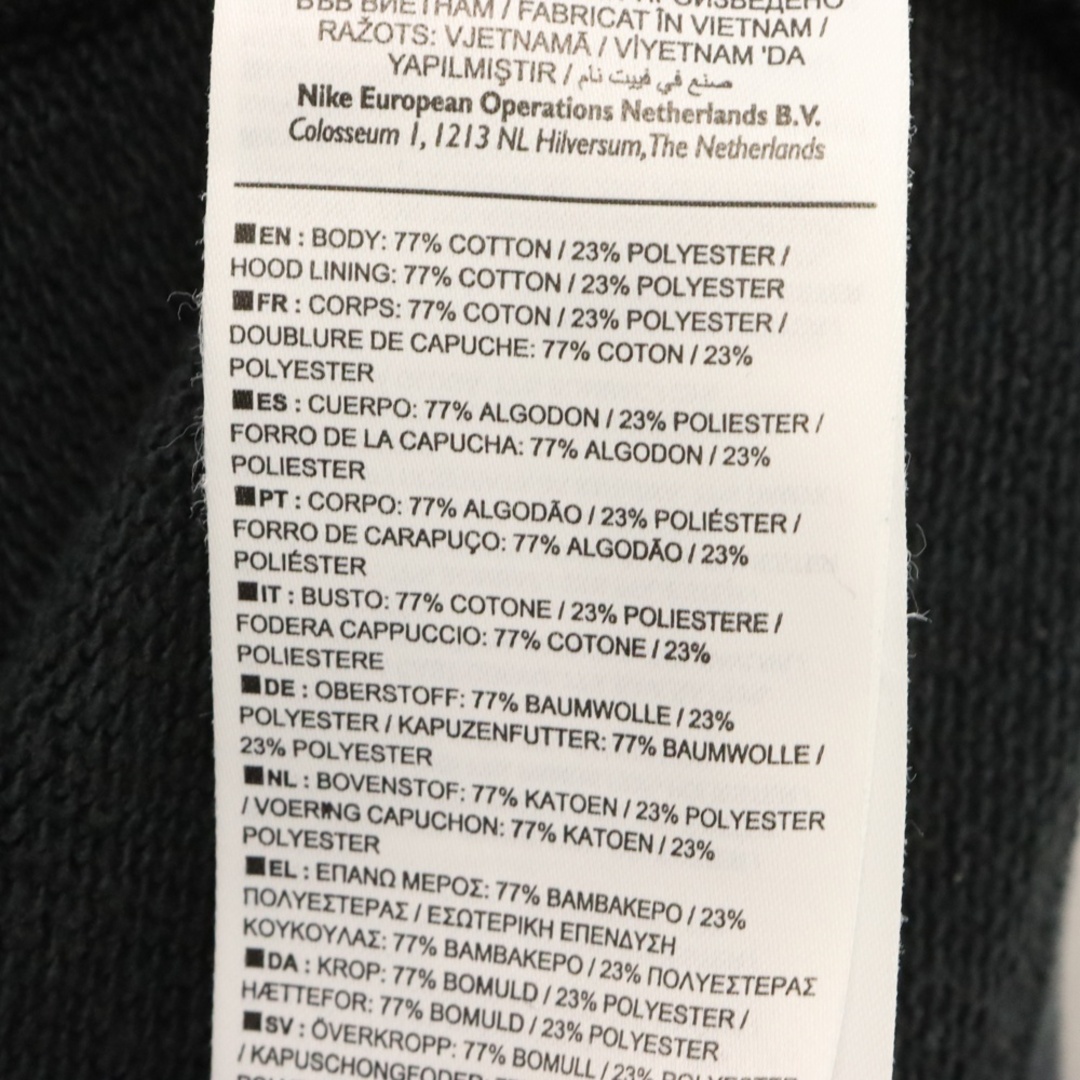 ВЪВ ВИЕТНАМ / FABRICAT ÎN VIETNAM /
RAŽOTS: VJETNAMĀ / VİYETNAM 'DA
YAPILMIŞTIR / صنع في فييت نام
Nike European Operations Netherlands B.V.
Colosseum 1, 1213 NL Hilversum, The Netherlands
EN : BODY: 77% COTTON / 23% POLYESTER /
HOOD LINING: 77% COTTON / 23% POLYESTER
FR : CORPS: 77% COTON / 23% POLYESTER /
DOUBLURE DE CAPUCHE: 77% COTON / 23%
POLYESTER
ES : CUERPO: 77% ALGODON / 23% POLIESTER /
FORRO DE LA CAPUCHA: 77% ALGODON / 23%
POLIESTER
PT : CORPO: 77% ALGODÃO / 23% POLIÉSTER /
FORRO DE CARAPUÇO: 77% ALGODÃO / 23%
POLIÉSTER
IT : BUSTO: 77% COTONE / 23% POLIESTERE /
FODERA CAPPUCCIO: 77% COTONE / 23%
POLIESTERE
DE : OBERSTOFF: 77% BAUMWOLLE / 23%
POLYESTER / KAPUZENFUTTER: 77% BAUMWOLLE /
23% POLYESTER
NL : BOVENSTOF: 77% KATOEN / 23% POLYESTER
/ VOERING CAPUCHON: 77% KATOEN / 23%
POLYESTER
EL : ΕΠΑΝΩ ΜΕΡΟΣ: 77% ΒΑΜΒΑΚΕΡΟ / 23%
ΠΟΛΥΕΣΤΕΡΑΣ / ΕΣΩΤΕΡΙΚΗ ΕΠΕΝΔΥΣΗ
ΚΟΥΚΟΥΛΑΣ: 77% ΒΑΜΒΑΚΕΡΟ / 23% ΠΟΛΥΕΣΤΕΡΑΣ
DA : KROP: 77% BOMULD / 23% POLYESTER /
HÆTTEFOR: 77% BOMULD / 23% POLYESTER
SV : ÖVERKROPP: 77% BOMULL / 23% POLYESTER
/ KAPUSCHONGFODER: